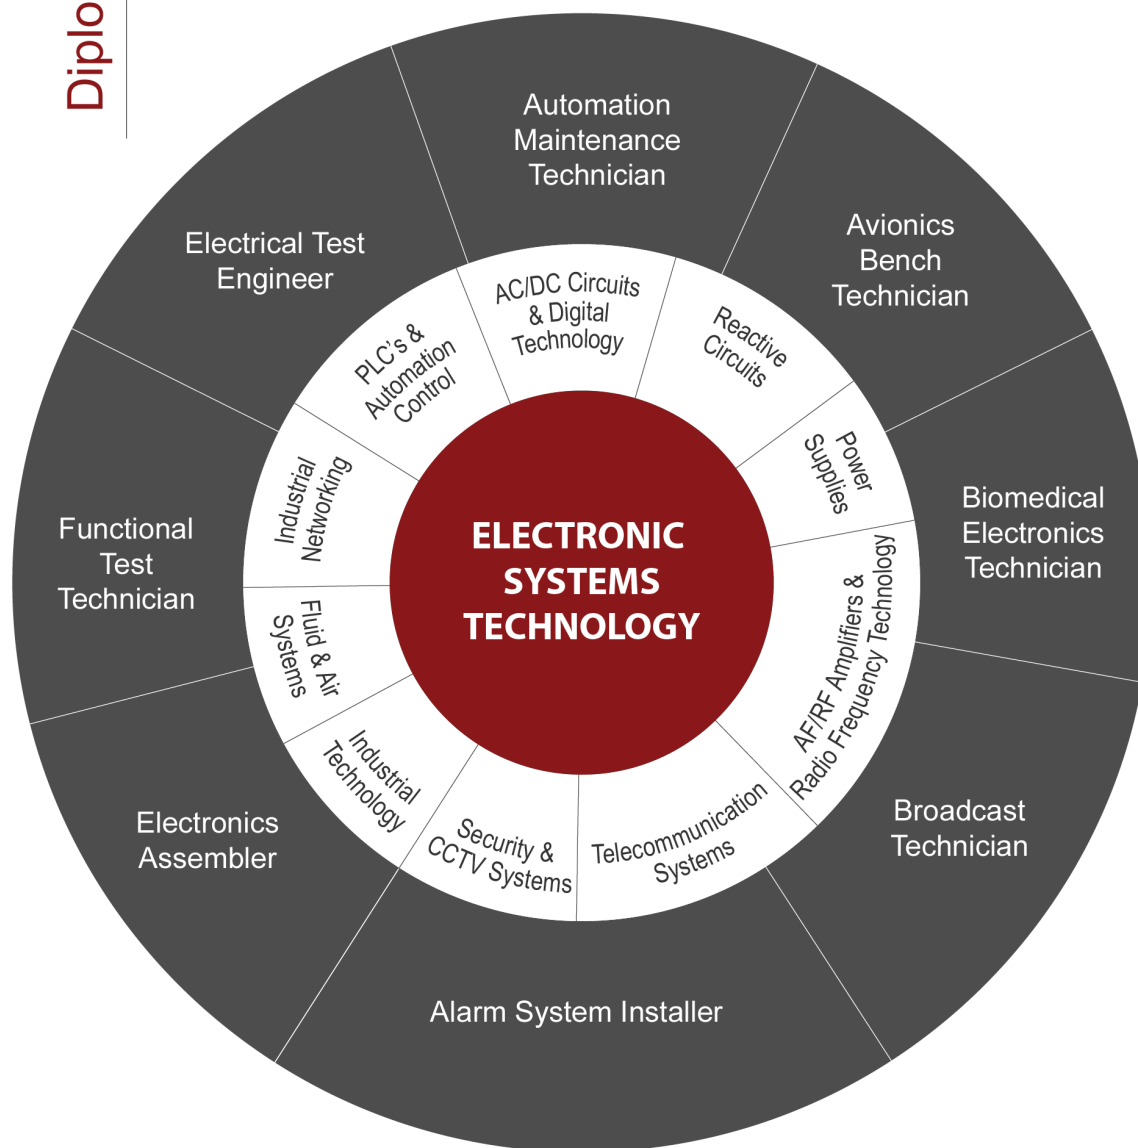 Diplo
Automation
Maintenance
Technician
Avionics
Bench
Technician
Biomedical
Electronics
Technician
Broadcast
Technician
Alarm System Installer
Electronics
Assembler
Functional
Test
Technician
Electrical Test
Engineer
AC/DC Circuits
& Digital
Technology
Reactive
Circuits
Power
Supplies
AF/RF Amplifiers &
Radio Frequency Technology
Telecommunication
Systems
Security &
CCTV Systems
Industrial
Technology
Fluid & Air
Systems
Industrial
Networking
PLC's &
Automation
Control
ELECTRONIC
SYSTEMS
TECHNOLOGY